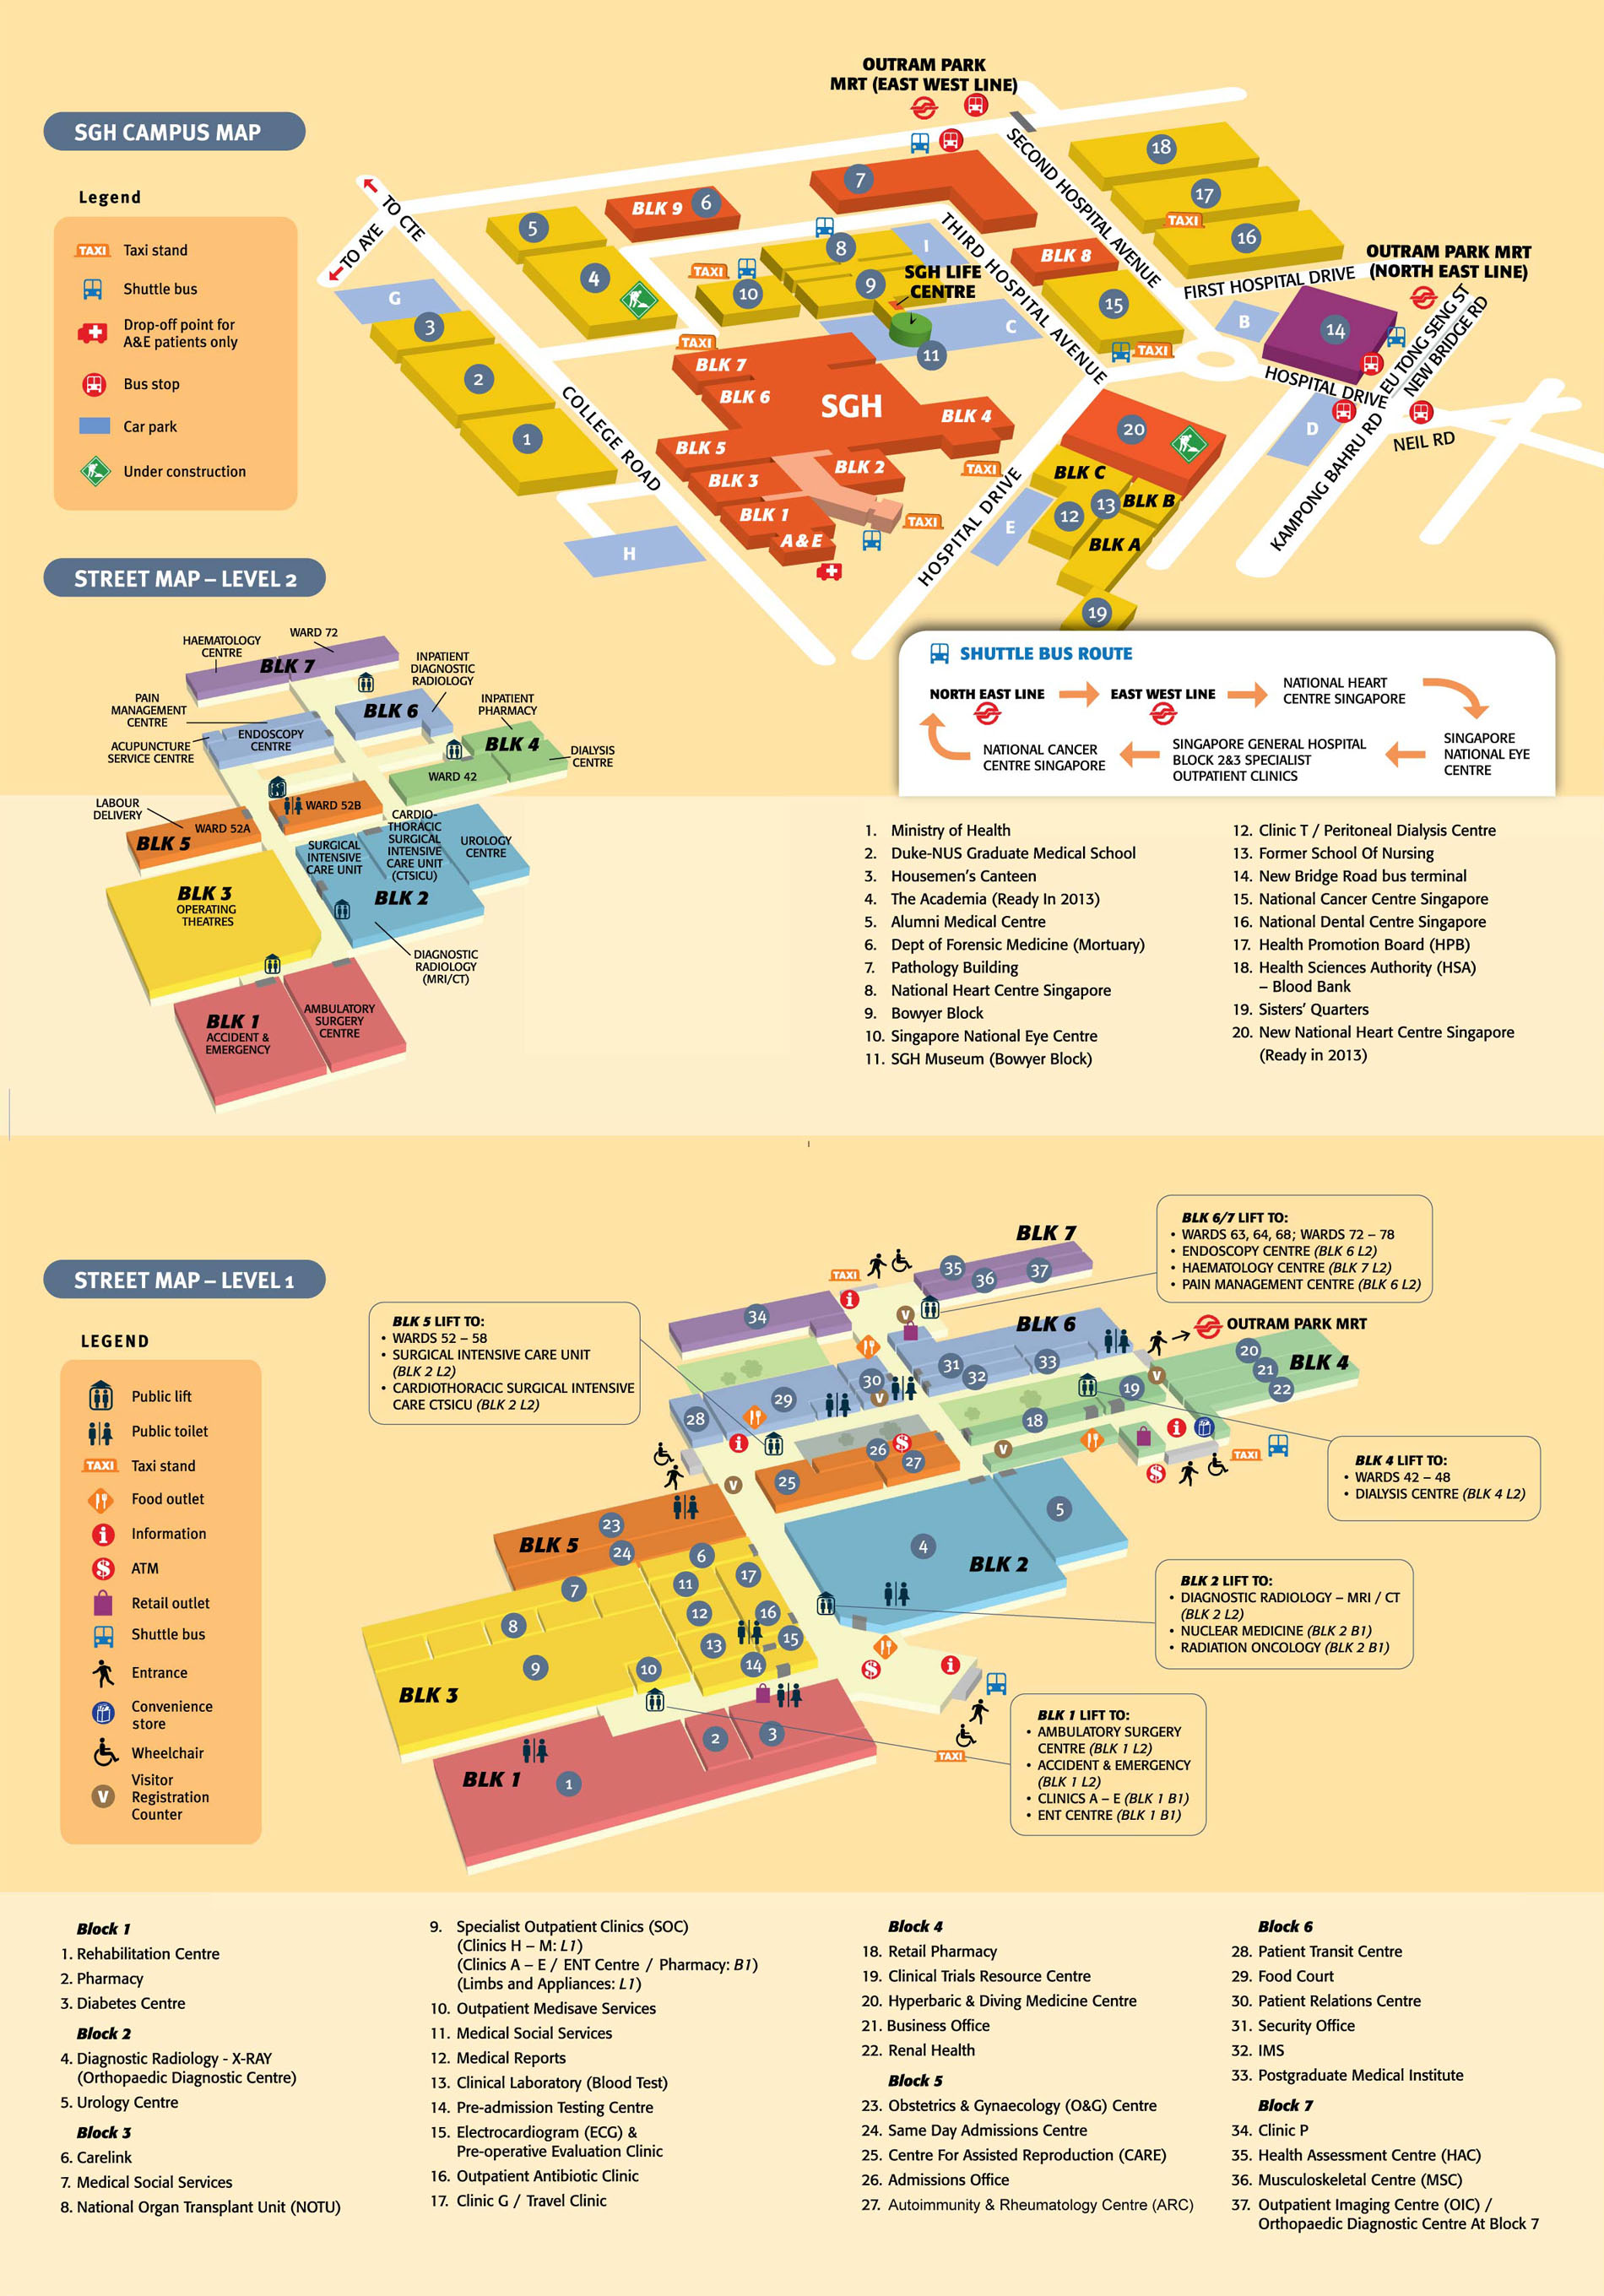 OUTRAM PARK
MRT (EAST WEST LINE)
SGH CAMPUS MAP
Legend
TAXI Taxi stand
Shuttle bus
Drop-off point for
A&E patients only
Bus stop
Car park
Under construction
TO CTE
TO AYE
SECOND HOSPITAL AVENUE
THIRD HOSPITAL AVENUE
FIRST HOSPITAL DRIVE
OUTRAM PARK MRT
(NORTH EAST LINE)
EU TONG SENG ST
NEW BRIDGE RD
HOSPITAL DRIVE
KAMPONG BAHRU RD
NEIL RD
COLLEGE ROAD
HOSPITAL DRIVE
18
17
TAXI
16
7
BLK 9 6
5
4
8
I
BLK 8
SGH LIFE
CENTRE
TAXI
10
9
15
B
14
G
3
C
11
TAXI
TAXI
BLK 7
2
BLK 6
SGH
BLK 4
20
D
1
BLK 5
BLK 2
TAXI
BLK C
BLK 3
13
BLK B
12
BLK 1
TAXI
E
BLK A
A&E
H
19
STREET MAP – LEVEL 2
HAEMATOLOGY
CENTRE
WARD 72
BLK 7
INPATIENT
DIAGNOSTIC
RADIOLOGY
PAIN
MANAGEMENT
CENTRE
BLK 6
INPATIENT
PHARMACY
ACUPUNCTURE
SERVICE CENTRE
ENDOSCOPY
CENTRE
BLK 4
DIALYSIS
CENTRE
WARD 42
LABOUR
DELIVERY
WARD 52B
WARD 52A
BLK 5
SURGICAL
INTENSIVE
CARE UNIT
CARDIO-
THORACIC
SURGICAL
INTENSIVE
CARE UNIT
(CTSICU)
UROLOGY
CENTRE
BLK 3
OPERATING
THEATRES
BLK 2
DIAGNOSTIC
RADIOLOGY
(MRI/CT)
BLK 1
ACCIDENT &
EMERGENCY
AMBULATORY
SURGERY
CENTRE
SHUTTLE BUS ROUTE
NORTH EAST LINE
EAST WEST LINE
NATIONAL HEART
CENTRE SINGAPORE
SINGAPORE
NATIONAL EYE
CENTRE
SINGAPORE GENERAL HOSPITAL
BLOCK 2&3 SPECIALIST
OUTPATIENT CLINICS
NATIONAL CANCER
CENTRE SINGAPORE
1. Ministry of Health
2. Duke-NUS Graduate Medical School
3. Housemen's Canteen
4. The Academia (Ready In 2013)
5. Alumni Medical Centre
6. Dept of Forensic Medicine (Mortuary)
7. Pathology Building
8. National Heart Centre Singapore
9. Bowyer Block
10. Singapore National Eye Centre
11. SGH Museum (Bowyer Block)
12. Clinic T / Peritoneal Dialysis Centre
13. Former School Of Nursing
14. New Bridge Road bus terminal
15. National Cancer Centre Singapore
16. National Dental Centre Singapore
17. Health Promotion Board (HPB)
18. Health Sciences Authority (HSA)
– Blood Bank
19. Sisters' Quarters
20. New National Heart Centre Singapore
(Ready in 2013)
STREET MAP – LEVEL 1
LEGEND
Public lift
Public toilet
TAXI Taxi stand
Food outlet
i Information
$ ATM
Retail outlet
Shuttle bus
Entrance
Convenience
store
Wheelchair
V Visitor
Registration
Counter
BLK 5 LIFT TO:
• WARDS 52 – 58
• SURGICAL INTENSIVE CARE UNIT
(BLK 2 L2)
• CARDIOTHORACIC SURGICAL INTENSIVE
CARE CTSICU (BLK 2 L2)
BLK 6/7 LIFT TO:
• WARDS 63, 64, 68; WARDS 72 – 78
• ENDOSCOPY CENTRE (BLK 6 L2)
• HAEMATOLOGY CENTRE (BLK 7 L2)
• PAIN MANAGEMENT CENTRE (BLK 6 L2)
BLK 4 LIFT TO:
• WARDS 42 – 48
• DIALYSIS CENTRE (BLK 4 L2)
BLK 2 LIFT TO:
• DIAGNOSTIC RADIOLOGY – MRI / CT
(BLK 2 L2)
• NUCLEAR MEDICINE (BLK 2 B1)
• RADIATION ONCOLOGY (BLK 2 B1)
BLK 1 LIFT TO:
• AMBULATORY SURGERY
CENTRE (BLK 1 L2)
• ACCIDENT & EMERGENCY
(BLK 1 L2)
• CLINICS A – E (BLK 1 B1)
• ENT CENTRE (BLK 1 B1)
BLK 7
TAXI
35
36
37
i
34
V
BLK 6
OUTRAM PARK MRT
20
21
BLK 4
22
31
32
33
V
19
30
29
V
28
18
i
i
26
$
27
V
TAXI
$
25
V
23
BLK 5
24
5
4
BLK 2
6
17
7
11
12
16
8
13
15
9
10
14
BLK 3
$
i
2
3
TAXI
BLK 1
1
Block 1
1. Rehabilitation Centre
2. Pharmacy
3. Diabetes Centre
Block 2
4. Diagnostic Radiology - X-RAY
(Orthopaedic Diagnostic Centre)
5. Urology Centre
Block 3
6. Carelink
7. Medical Social Services
8. National Organ Transplant Unit (NOTU)
9. Specialist Outpatient Clinics (SOC)
(Clinics H – M: L1)
(Clinics A – E / ENT Centre / Pharmacy: B1)
(Limbs and Appliances: L1)
10. Outpatient Medisave Services
11. Medical Social Services
12. Medical Reports
13. Clinical Laboratory (Blood Test)
14. Pre-admission Testing Centre
15. Electrocardiogram (ECG) &
Pre-operative Evaluation Clinic
16. Outpatient Antibiotic Clinic
17. Clinic G / Travel Clinic
Block 4
18. Retail Pharmacy
19. Clinical Trials Resource Centre
20. Hyperbaric & Diving Medicine Centre
21. Business Office
22. Renal Health
Block 5
23. Obstetrics & Gynaecology (O&G) Centre
24. Same Day Admissions Centre
25. Centre For Assisted Reproduction (CARE)
26. Admissions Office
27. Autoimmunity & Rheumatology Centre (ARC)
Block 6
28. Patient Transit Centre
29. Food Court
30. Patient Relations Centre
31. Security Office
32. IMS
33. Postgraduate Medical Institute
Block 7
34. Clinic P
35. Health Assessment Centre (HAC)
36. Musculoskeletal Centre (MSC)
37. Outpatient Imaging Centre (OIC) /
Orthopaedic Diagnostic Centre At Block 7